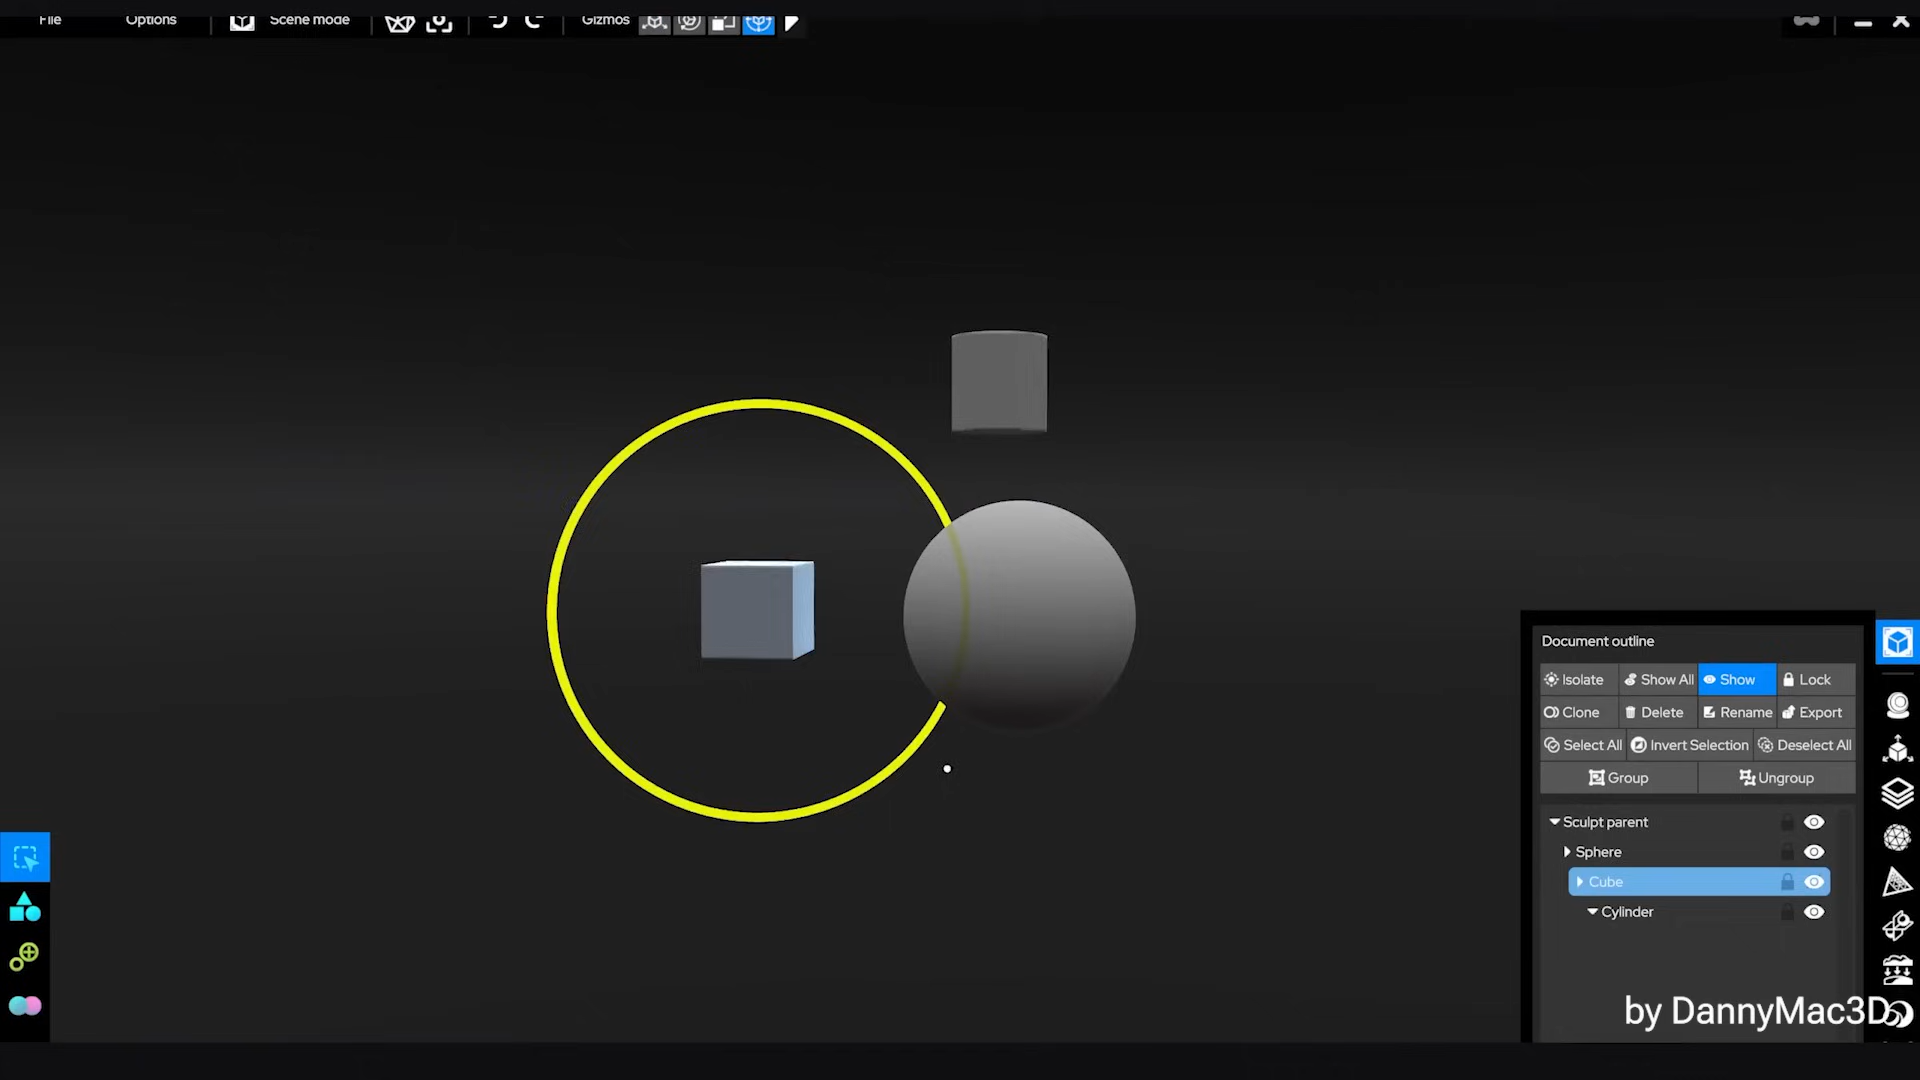 File Options Scene mode Gizmos
Document outline
Isolate Show All Show Lock
Clone Delete Rename Export
Select All Invert Selection Deselect All
Group Ungroup
Sculpt parent
Sphere
Cube
Cylinder
by DannyMac3D